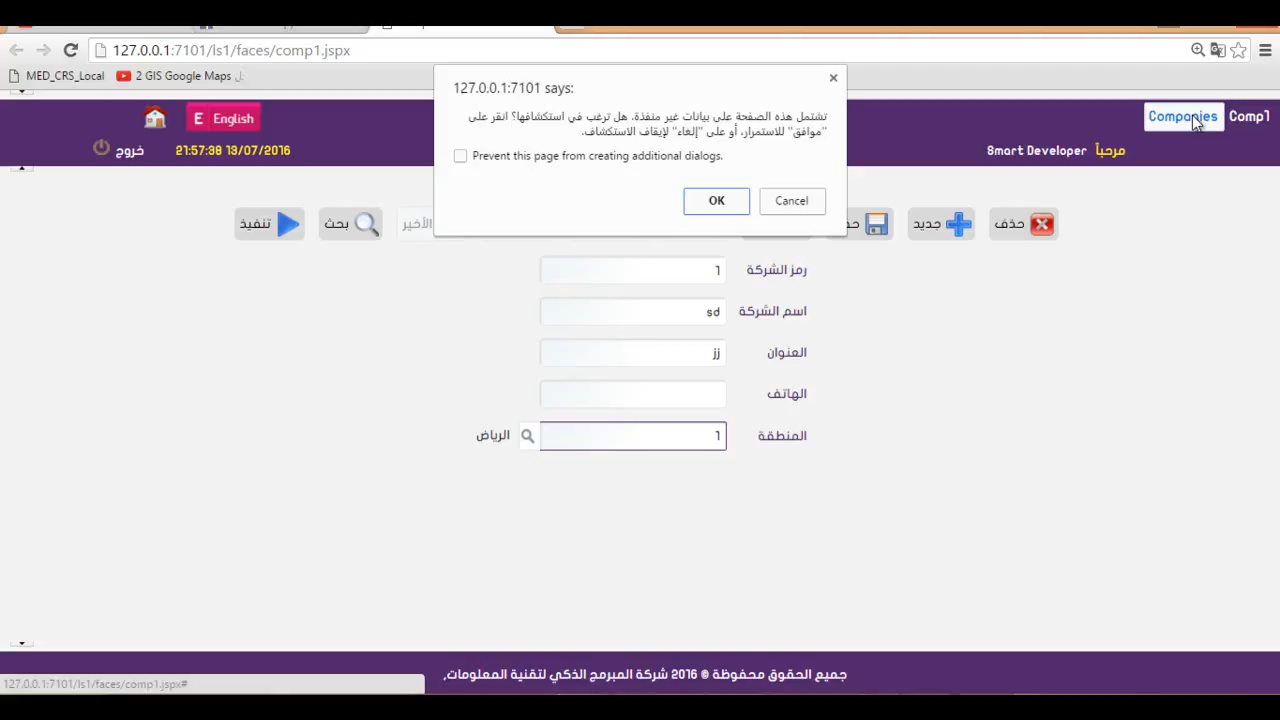 127.0.0.1:7101/ls1/faces/comp1.jspx
MED_CRS_Local
2 GIS Google Maps
127.0.0.1:7101 says:
تشتمل هذه الصفحة على بيانات غير منفذة. هل ترغب في استكشافها؟ انقر على
"موافق" للاستمرار، أو على "إلغاء" لإيقاف الاستكشاف.
Prevent this page from creating additional dialogs.
OK
Cancel
E English
Companies
Comp1
خروج
21:57:38 13/07/2016
مرحباً
Smart Developer
حذف
جديد
الأخير
بحث
تنفيذ
رمز الشركة
1
اسم الشركة
sd
العنوان
jj
الهاتف
المنطقة
1
الرياض
جميع الحقوق محفوظة © 2016 شركة المبرمج الذكي لتقنية المعلومات,
127.0.0.1:7101/ls1/faces/comp1.jspx#